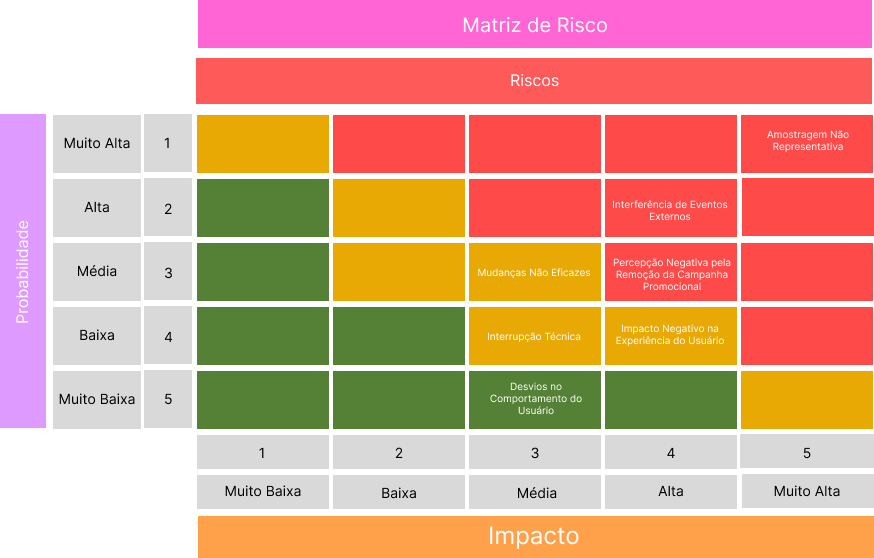 Matriz de Risco
Riscos
Probabilidade
Muito Alta
1
Amostragem Não
Representativa
Alta
2
Interferência de Eventos
Externos
Média
3
Mudanças Não Eficazes
Percepção Negativa pela
Remoção da Campanha
Promocional
Baixa
4
Interrupção Técnica
Impacto Negativo na
Experiência do Usuário
Muito Baixa
5
Desvios no
Comportamento do
Usuário
1
2
3
4
5
Muito Baixa
Baixa
Média
Alta
Muito Alta
Impacto